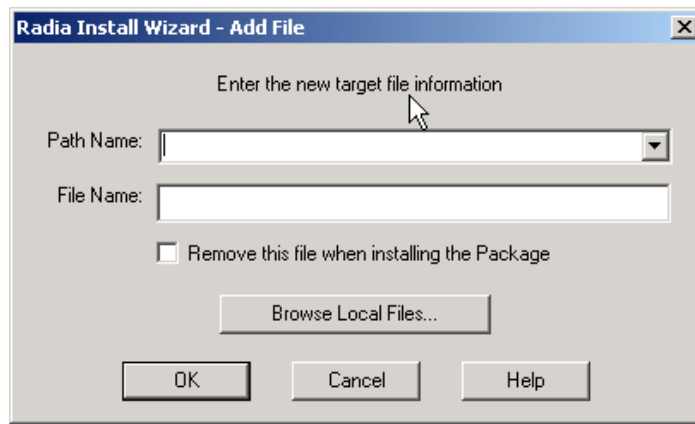 Radia Install Wizard - Add File
Enter the new target file information
Path Name:
File Name:
Remove this file when installing the Package
Browse Local Files...
OK Cancel Help